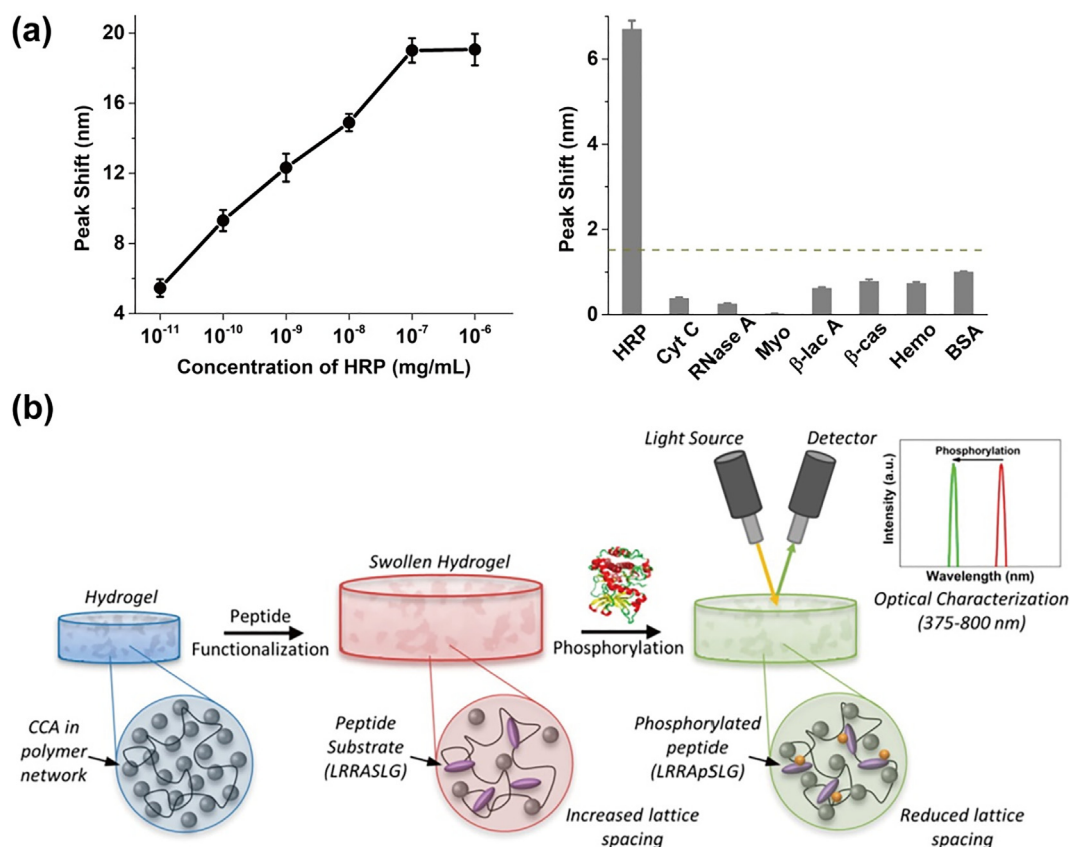 (a)
20
16
12
8
4
Peak Shift (nm)
10⁻¹¹ 10⁻¹⁰ 10⁻⁹ 10⁻⁸ 10⁻⁷ 10⁻⁶
Concentration of HRP (mg/mL)
6
4
2
0
Peak Shift (nm)
HRP
Cyt C
RNase A
Myo
β-lac A
β-cas
Hemo
BSA
(b)
Hydrogel
CCA in
polymer
network
Peptide
Functionalization
Swollen Hydrogel
Peptide
Substrate
(LRRASLG)
Increased lattice
spacing
Phosphorylation
Light Source
Detector
Phosphorylated
peptide
(LRRApSLG)
Reduced lattice
spacing
Intensity (a.u.)
Phosphorylation
Wavelength (nm)
Optical Characterization
(375-800 nm)